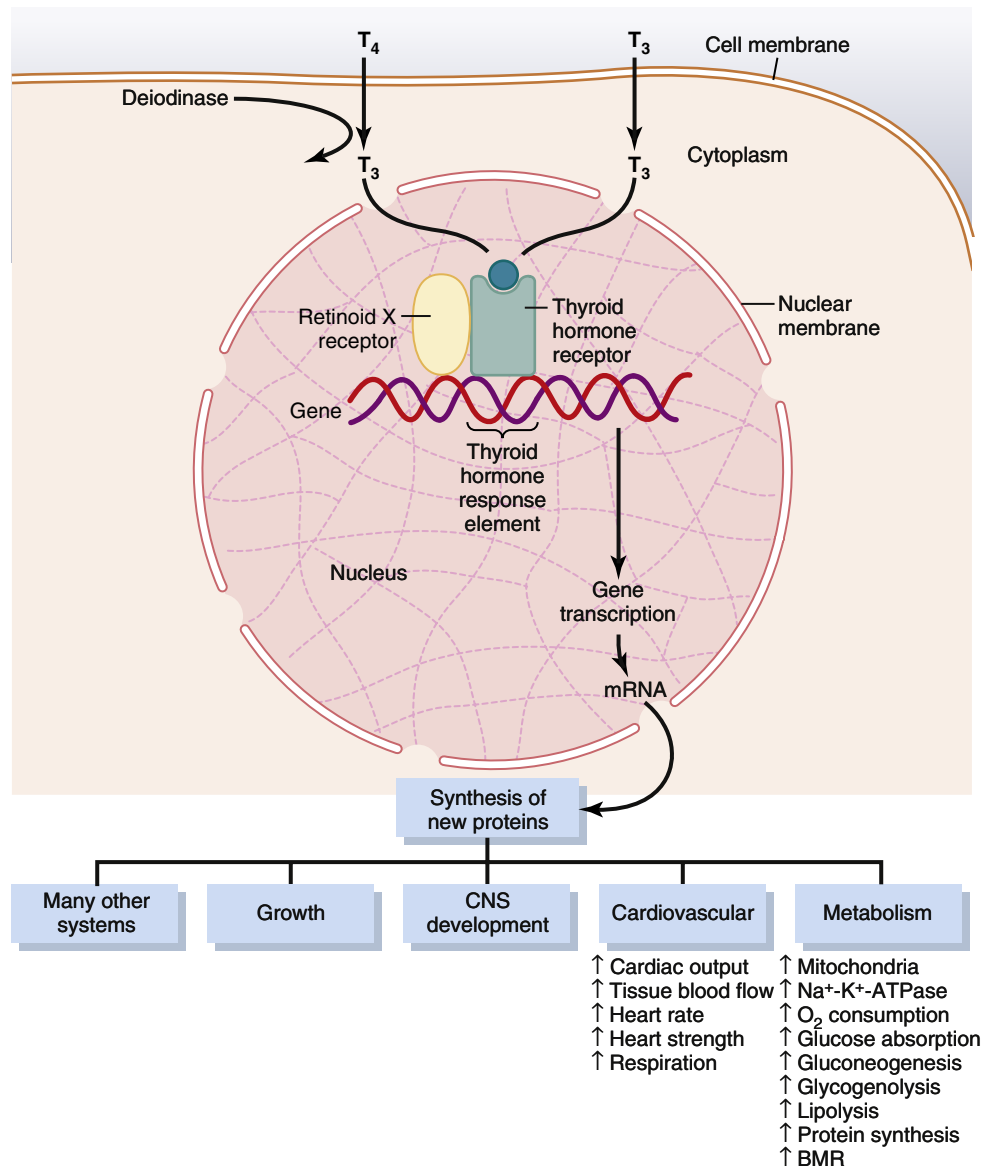 T4
T3
Cell membrane
Deiodinase
T3
T3
Cytoplasm
Retinoid X
receptor
Thyroid
hormone
receptor
Nuclear
membrane
Gene
Thyroid
hormone
response
element
Nucleus
Gene
transcription
mRNA
Synthesis of
new proteins
Many other
systems
Growth
CNS
development
Cardiovascular
Metabolism
↑ Cardiac output
↑ Tissue blood flow
↑ Heart rate
↑ Heart strength
↑ Respiration
↑ Mitochondria
↑ Na+-K+-ATPase
↑ O2 consumption
↑ Glucose absorption
↑ Gluconeogenesis
↑ Glycogenolysis
↑ Lipolysis
↑ Protein synthesis
↑ BMR